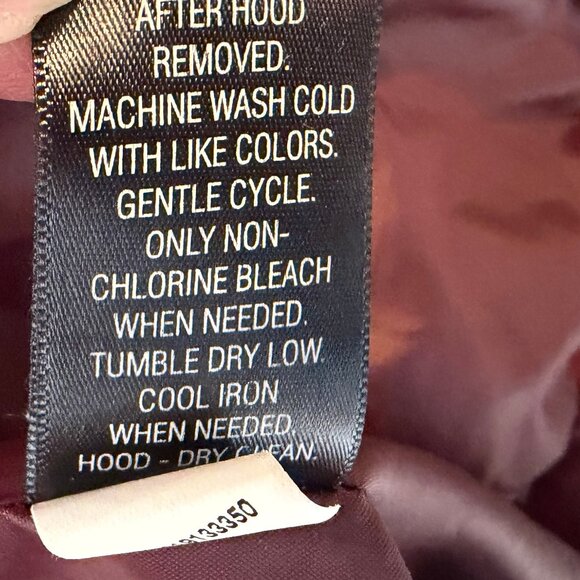 AFTER HOOD
REMOVED.
MACHINE WASH COLD
WITH LIKE COLORS.
GENTLE CYCLE.
ONLY NON-
CHLORINE BLEACH
WHEN NEEDED.
TUMBLE DRY LOW.
COOL IRON
WHEN NEEDED.
HOOD - DRY CLEAN.
3133350